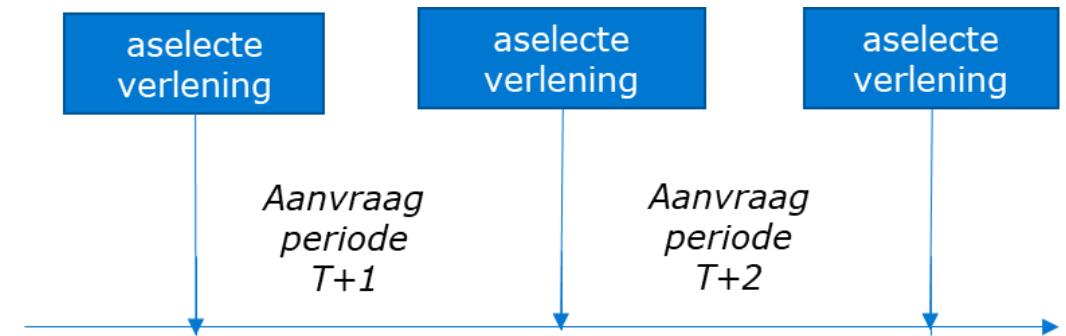 aselecte
verlening
aselecte
verlening
aselecte
verlening
Aanvraag
periode
T+1
Aanvraag
periode
T+2